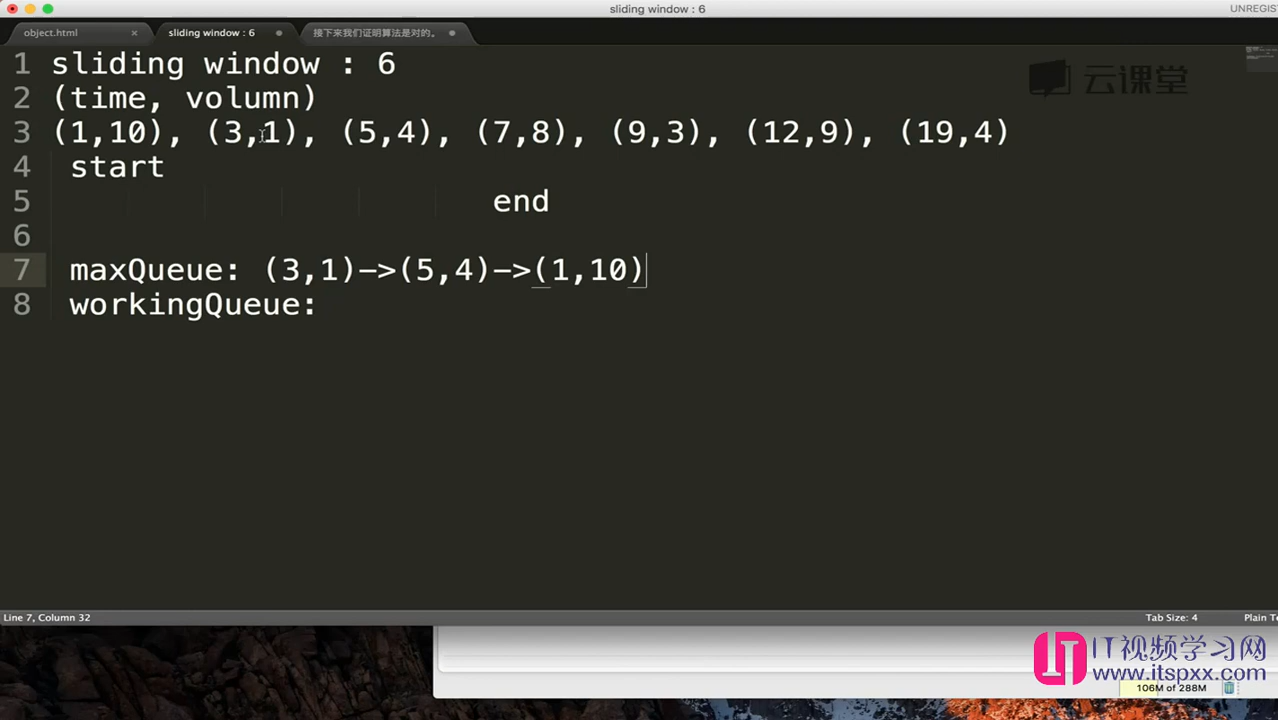 sliding window : 6
UNREGIS
object.html
sliding window : 6
接下来我们证明算法是对的。
云课堂
1 sliding window : 6
2 (time, volumn)
3 (1,10), (3,1), (5,4), (7,8), (9,3), (12,9), (19,4)
4 start
5 end
6
7 maxQueue: (3,1)->(5,4)->(1,10)
8 workingQueue:
Line 7, Column 32
Tab Size: 4
Plain Te
IT视频学习网
www.itspxx.com
106M of 288M